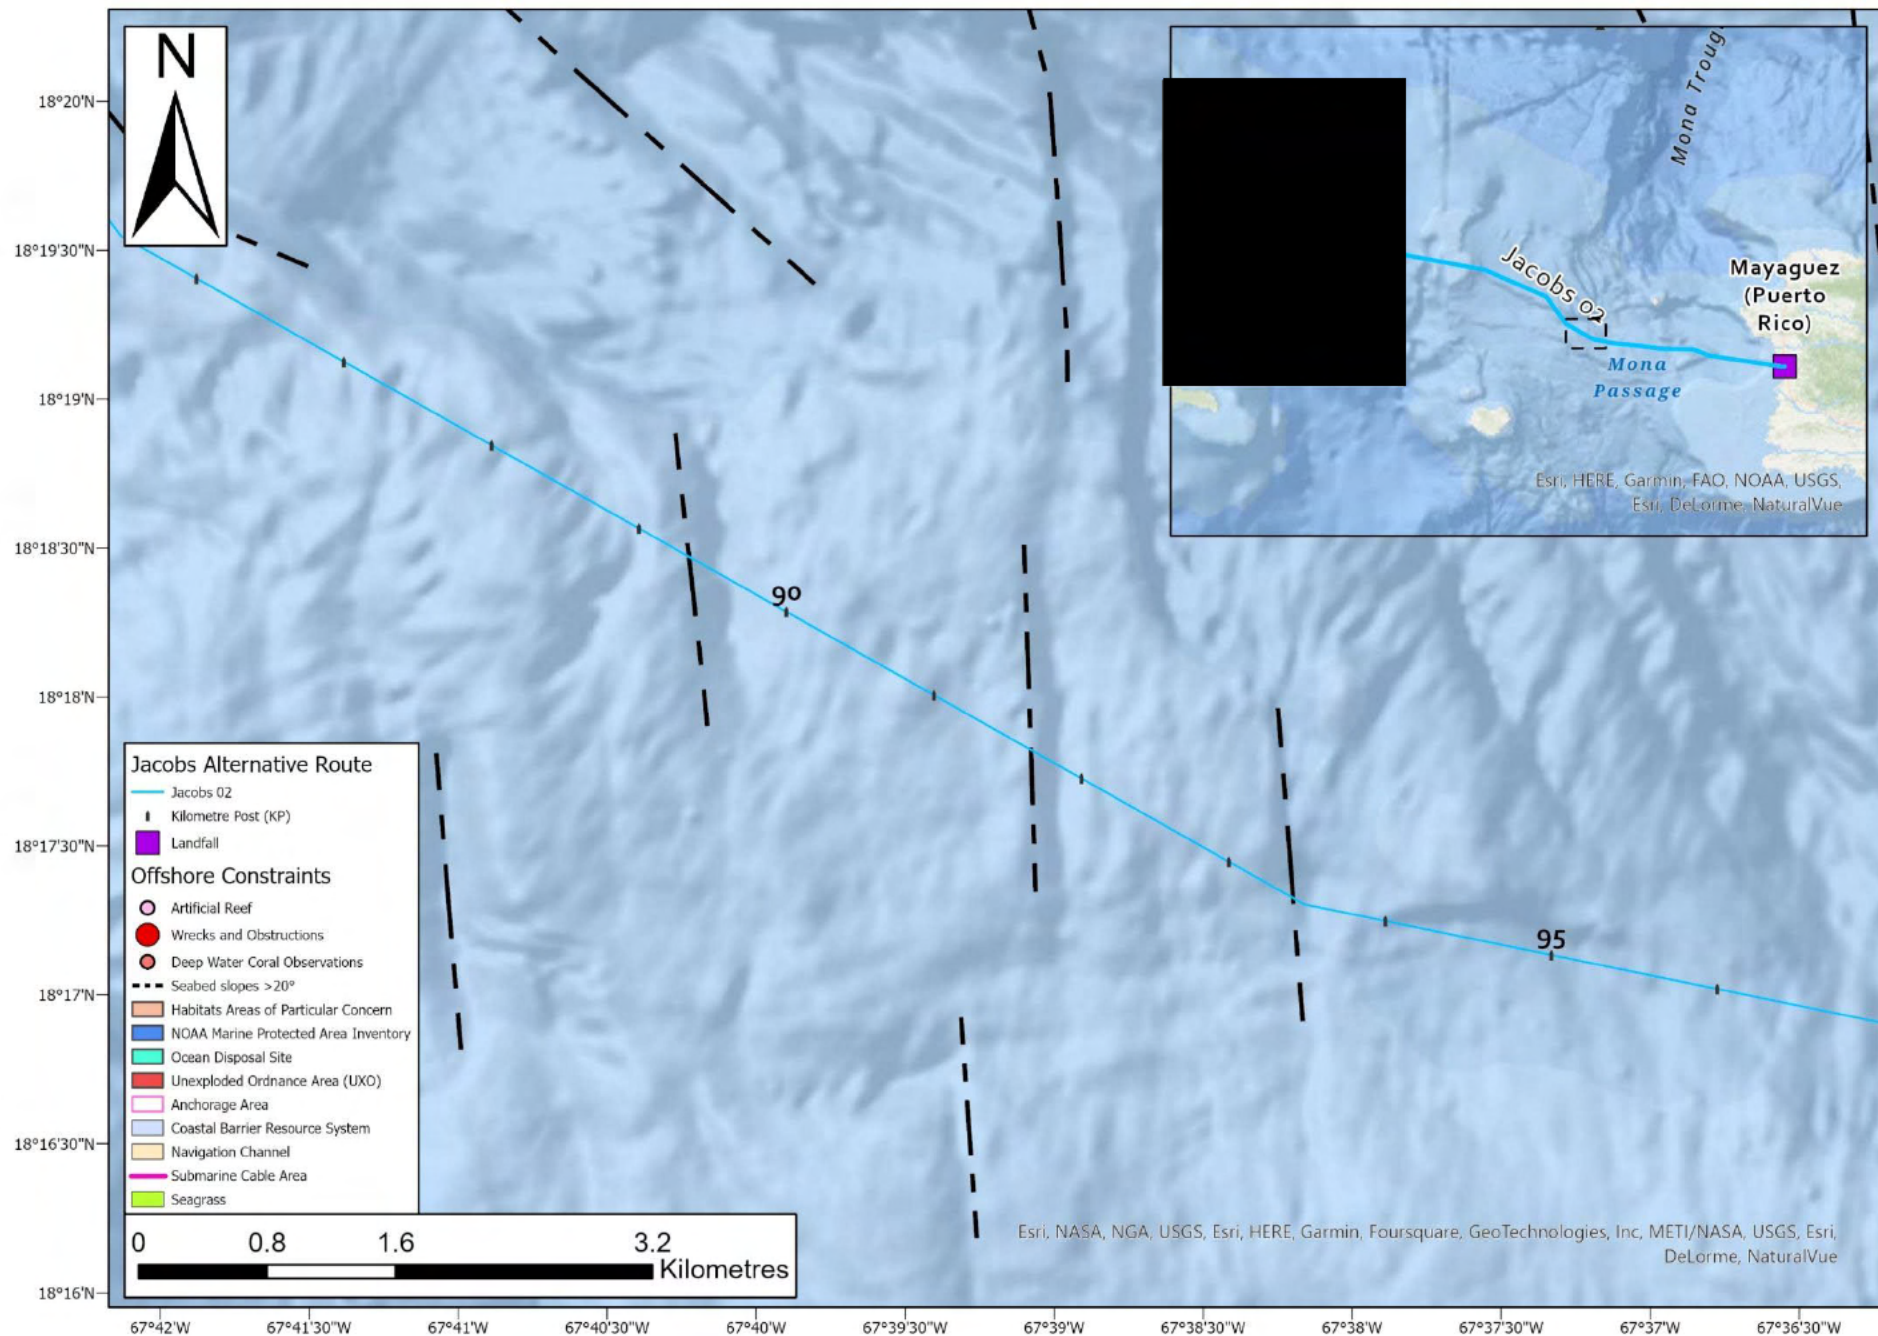 N
Mona Troug
Jacobs 02
Mayaguez
(Puerto
Rico)
Mona
Passage
Esri, HERE, Garmin, FAO, NOAA, USGS,
Esri, DeLorme, NaturalVue
18°20'N
18°19'30"N
18°19'N
18°18'30"N
18°18'N
18°17'30"N
18°17'N
18°16'30"N
18°16'N
9º
95
Jacobs Alternative Route
Jacobs 02
Kilometre Post (KP)
Landfall
Offshore Constraints
Artificial Reef
Wrecks and Obstructions
Deep Water Coral Observations
Seabed slopes >20°
Habitats Areas of Particular Concern
NOAA Marine Protected Area Inventory
Ocean Disposal Site
Unexploded Ordnance Area (UXO)
Anchorage Area
Coastal Barrier Resource System
Navigation Channel
Submarine Cable Area
Seagrass
0 0.8 1.6 3.2
Kilometres
Esri, NASA, NGA, USGS, Esri, HERE, Garmin, Foursquare, GeoTechnologies, Inc, METI/NASA, USGS, Esri,
DeLorme, NaturalVue
67°42'W 67°41'30"W 67°41'W 67°40'30"W 67°40'W 67°39'30"W 67°39'W 67°38'30"W 67°38'W 67°37'30"W 67°37'W 67°36'30"W